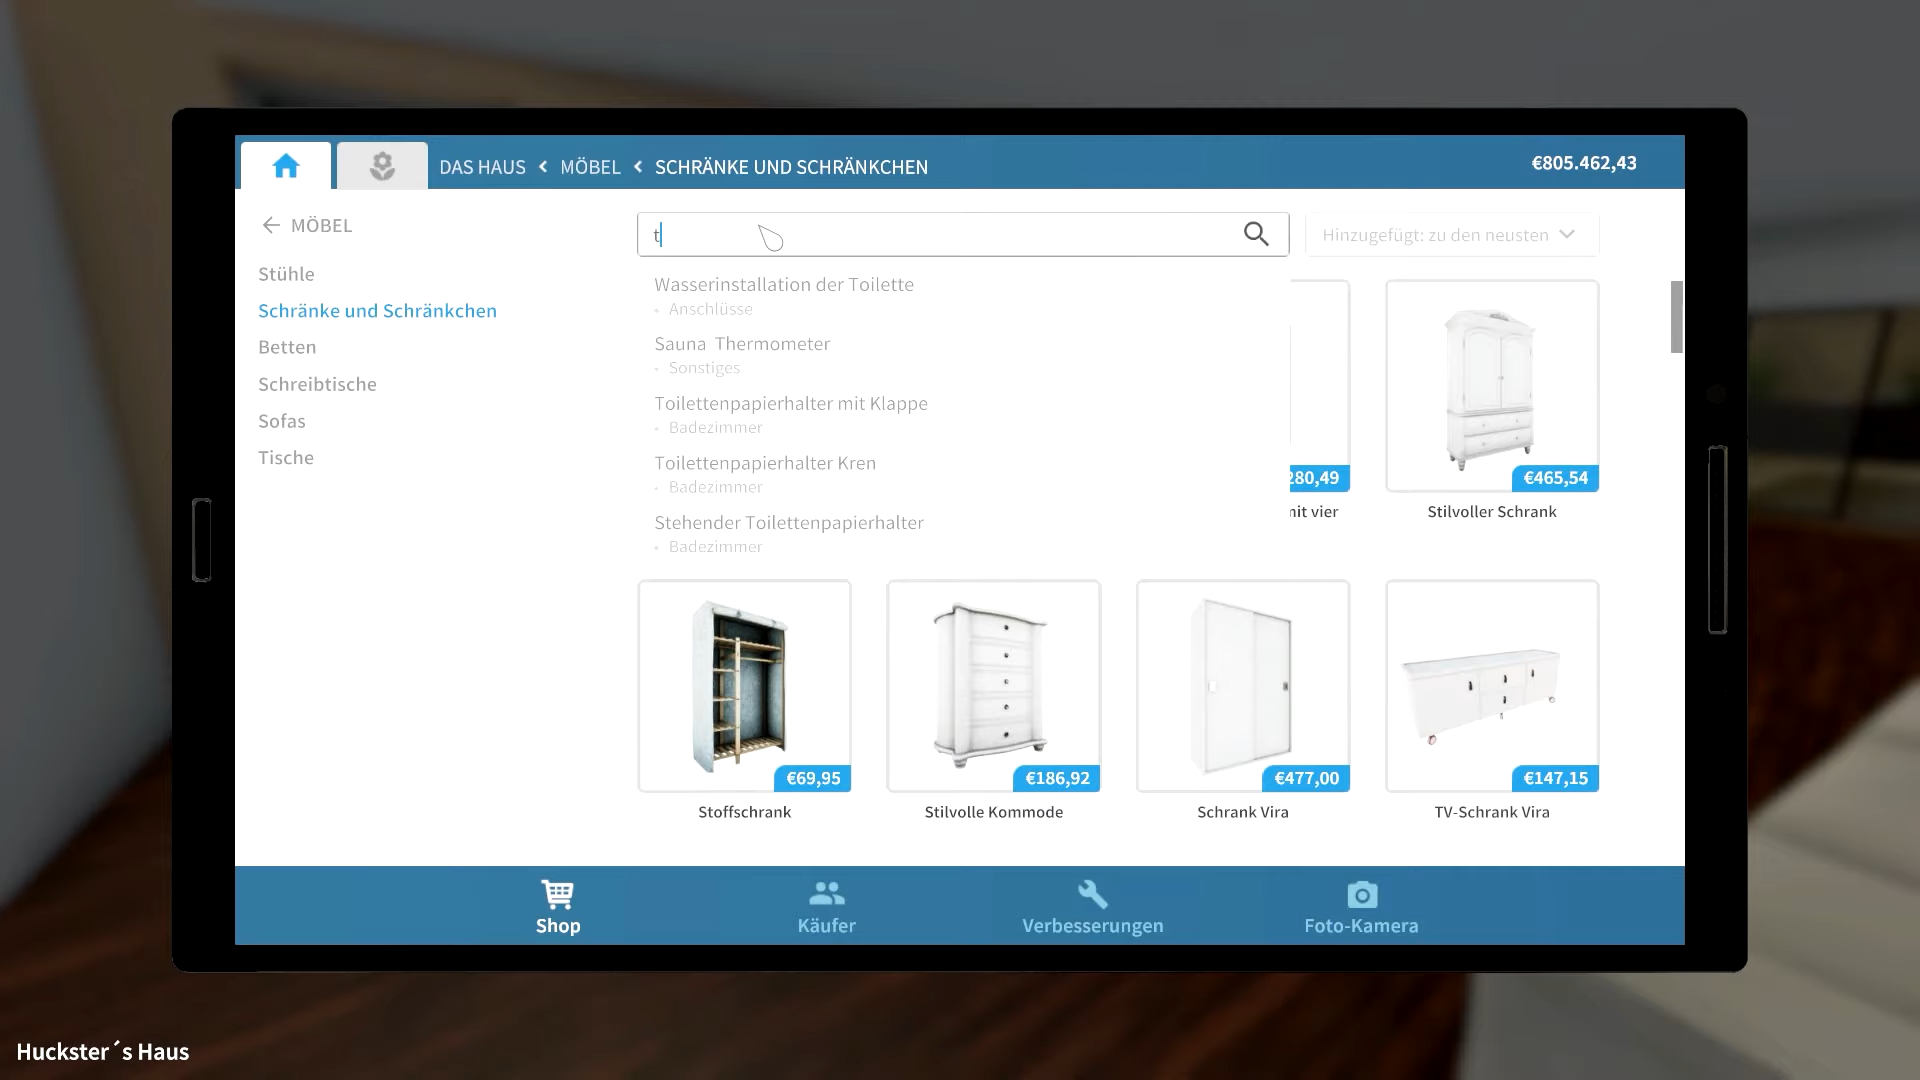 DAS HAUS < MÖBEL < SCHRÄNKE UND SCHRÄNKCHEN
€805.462,43
MÖBEL
Stühle
Schränke und Schränkchen
Betten
Schreibtische
Sofas
Tische
t
Hinzugefügt: zu den neusten
Wasserinstallation der Toilette
- Anschlüsse
Sauna Thermometer
- Sonstiges
Toilettenpapierhalter mit Klappe
- Badezimmer
Toilettenpapierhalter Kren
- Badezimmer
Stehender Toilettenpapierhalter
- Badezimmer
280,49
€465,54
vier
Stilvoller Schrank
€69,95
€186,92
€477,00
€147,15
Stoffschrank
Stilvolle Kommode
Schrank Vira
TV-Schrank Vira
Shop
Käufer
Verbesserungen
Foto-Kamera
Huckster´s Haus